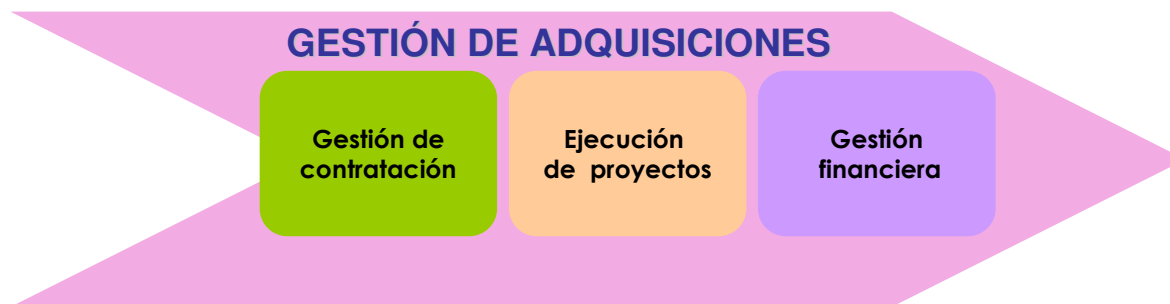 GESTIÓN DE ADQUISICIONES
Gestión de
contratación
Ejecución
de proyectos
Gestión
financiera